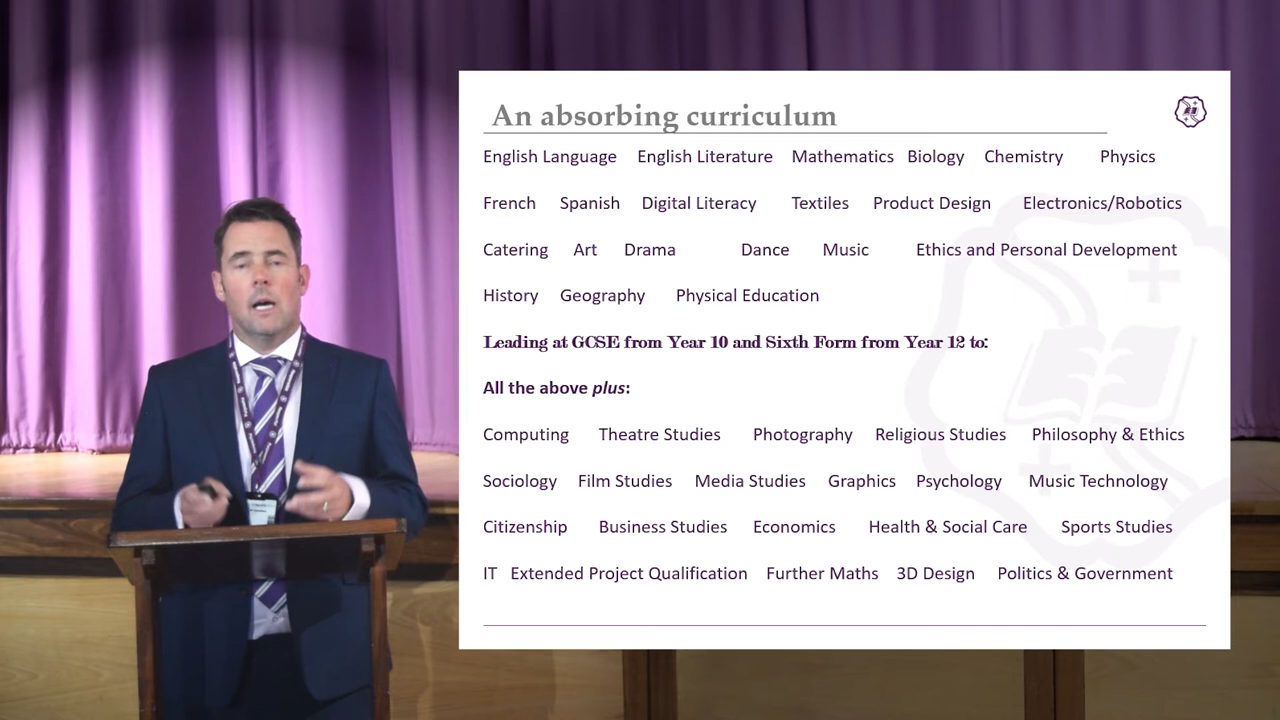 An absorbing curriculum
English Language English Literature Mathematics Biology Chemistry Physics
French Spanish Digital Literacy Textiles Product Design Electronics/Robotics
Catering Art Drama Dance Music Ethics and Personal Development
History Geography Physical Education
Leading at GCSE from Year 10 and Sixth Form from Year 12 to:
All the above plus:
Computing Theatre Studies Photography Religious Studies Philosophy & Ethics
Sociology Film Studies Media Studies Graphics Psychology Music Technology
Citizenship Business Studies Economics Health & Social Care Sports Studies
IT Extended Project Qualification Further Maths 3D Design Politics & Government